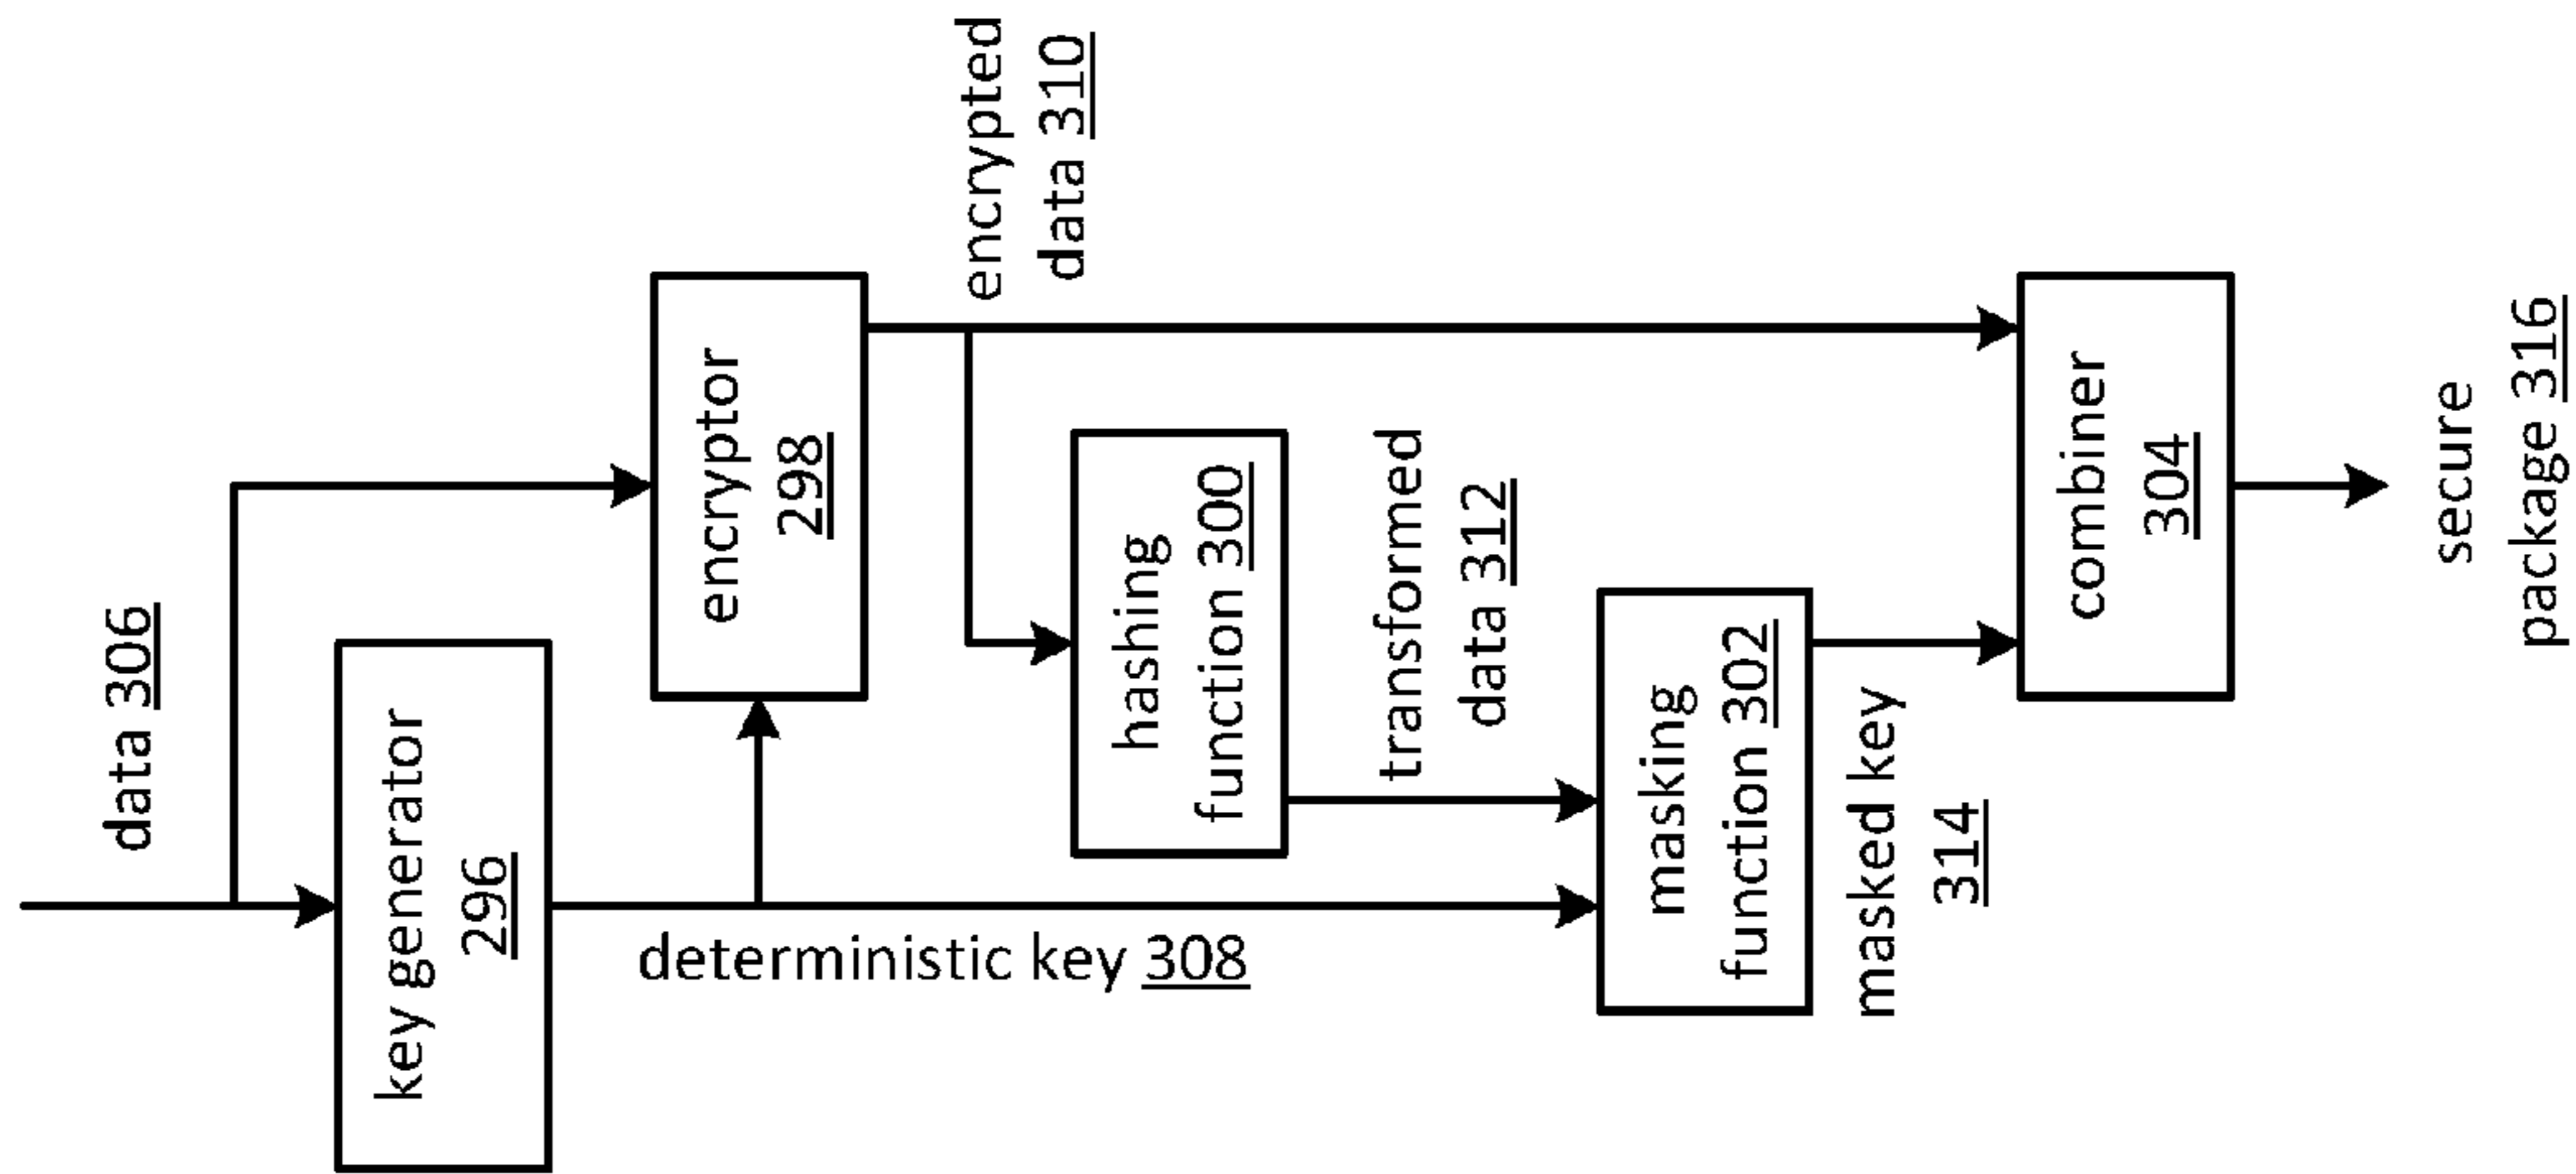 data 306
key generator
296
encryptor
298
encrypted
data 310
deterministic key 308
hashing
function 300
transformed
data 312
masking
function 302
masked key
314
combiner
304
secure
package 316